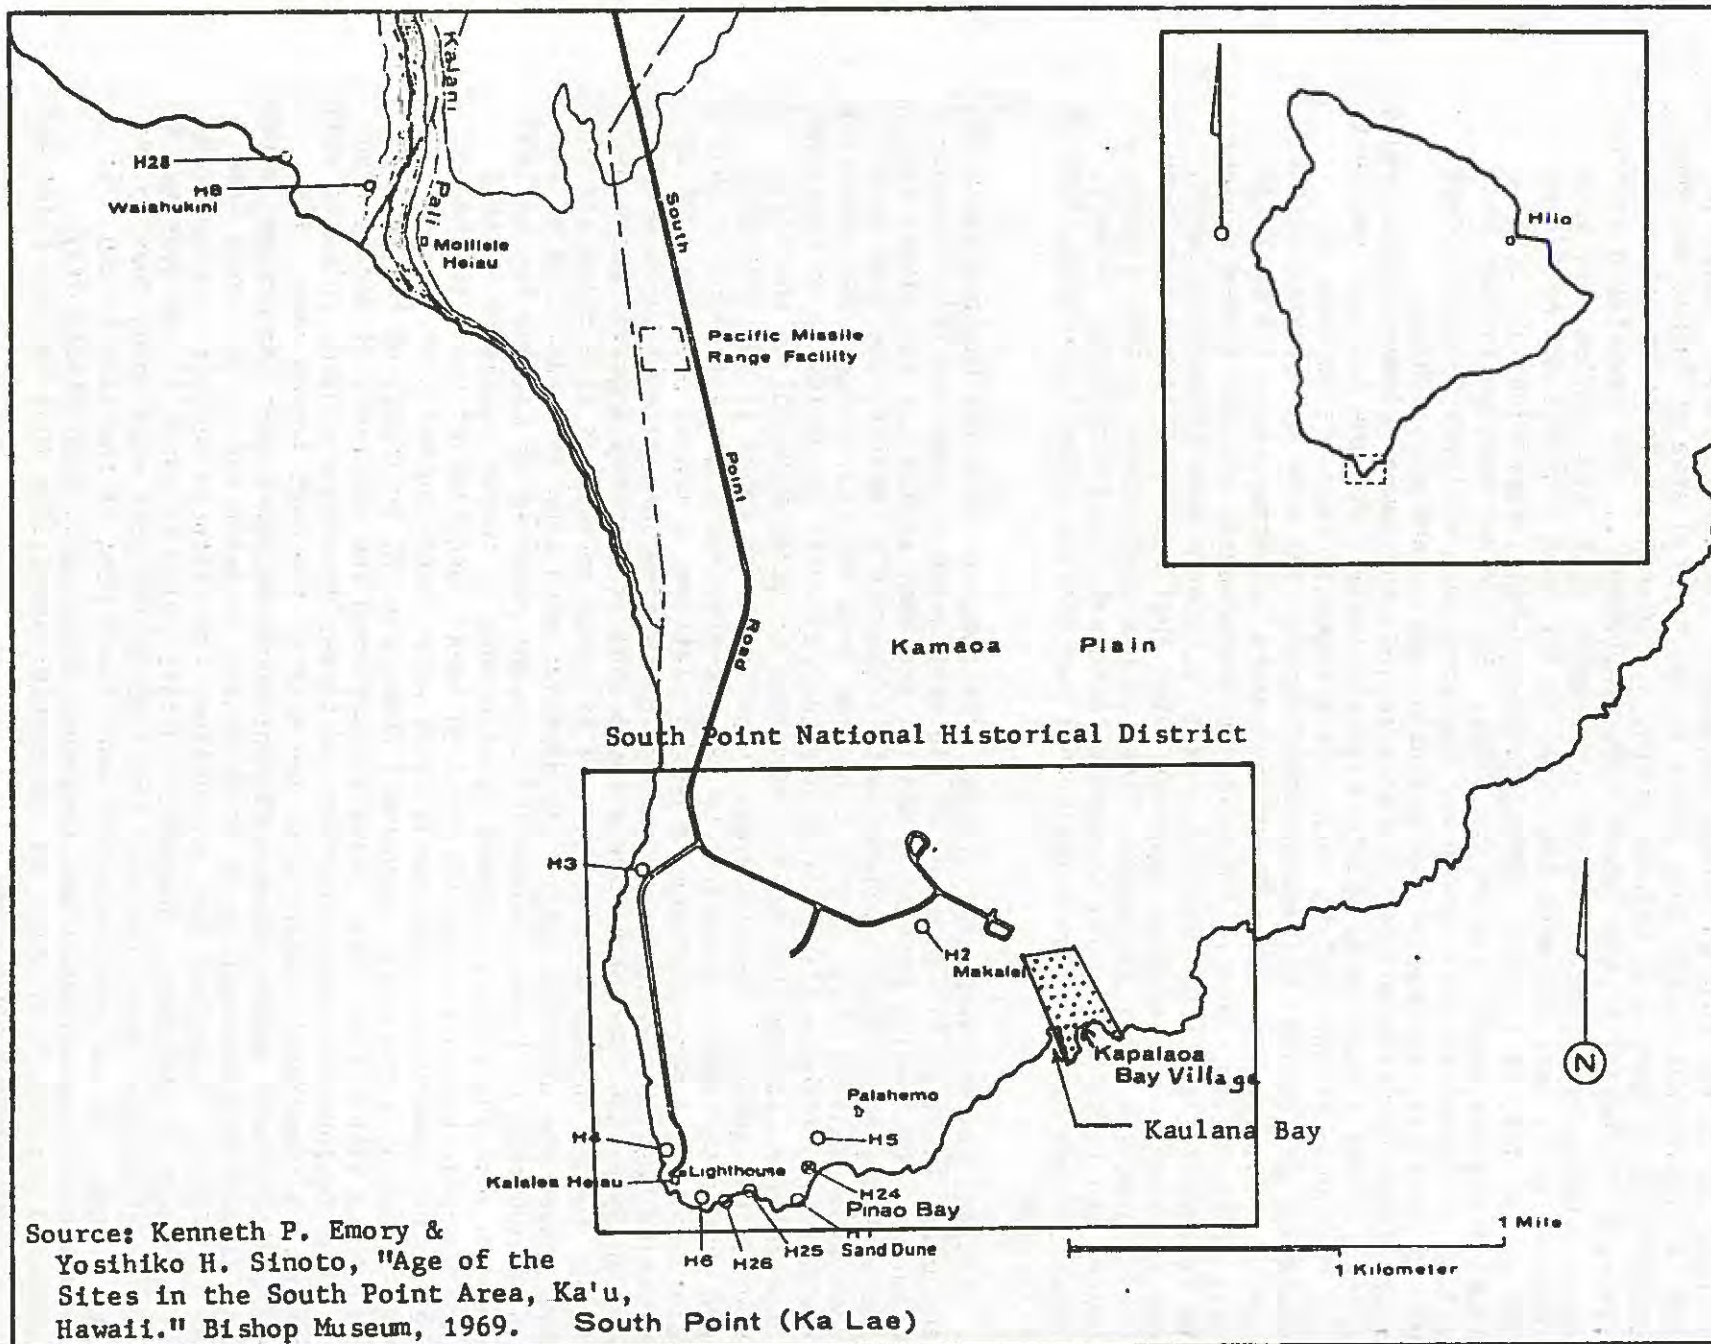 Kalani
Pali
H28
H8
Waiahukini
Moillele
Heiau
South
Point
Road
Pacific Missile
Range Facility
Hilo
Kamaoa Plain
South Point National Historical District
H3
H2
Makalei
Kapalaoa
Bay Village
Kaulana Bay
Palahemo
H5
H4
Lighthouse
Kalalea Heiau
H24
Pinao Bay
Sand Dune
H6
H26
H25
N
1 Mile
1 Kilometer
Source: Kenneth P. Emory &
Yosihiko H. Sinoto, "Age of the
Sites in the South Point Area, Ka'u,
Hawaii." Bishop Museum, 1969.
South Point (Ka Lae)